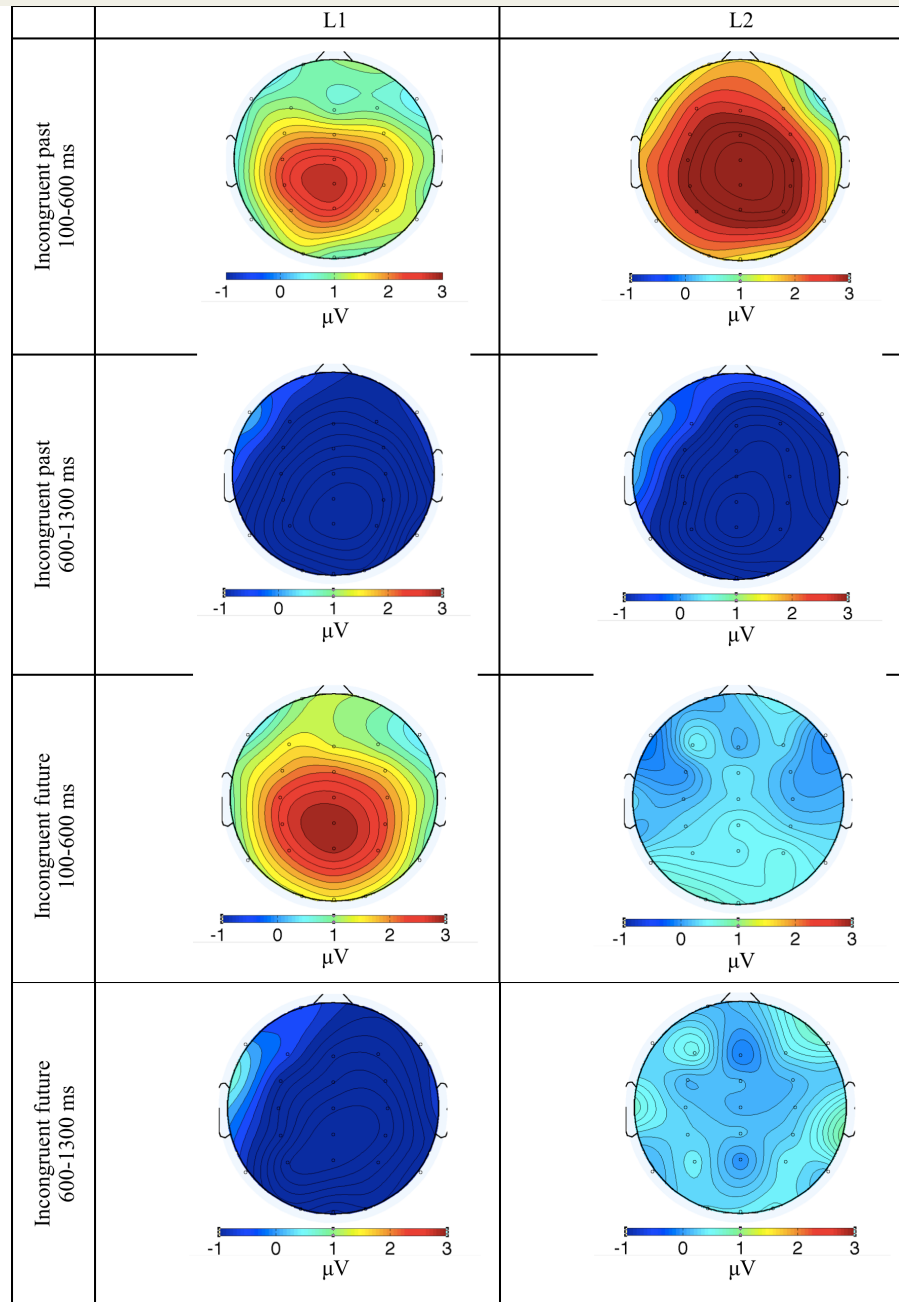 L1 L2
Incongruent past
100-600 ms
-1 0 1 2 3
μV
-1 0 1 2 3
μV
Incongruent past
600-1300 ms
-1 0 1 2 3
μV
-1 0 1 2 3
μV
Incongruent future
100-600 ms
-1 0 1 2 3
μV
-1 0 1 2 3
μV
Incongruent future
600-1300 ms
-1 0 1 2 3
μV
-1 0 1 2 3
μV